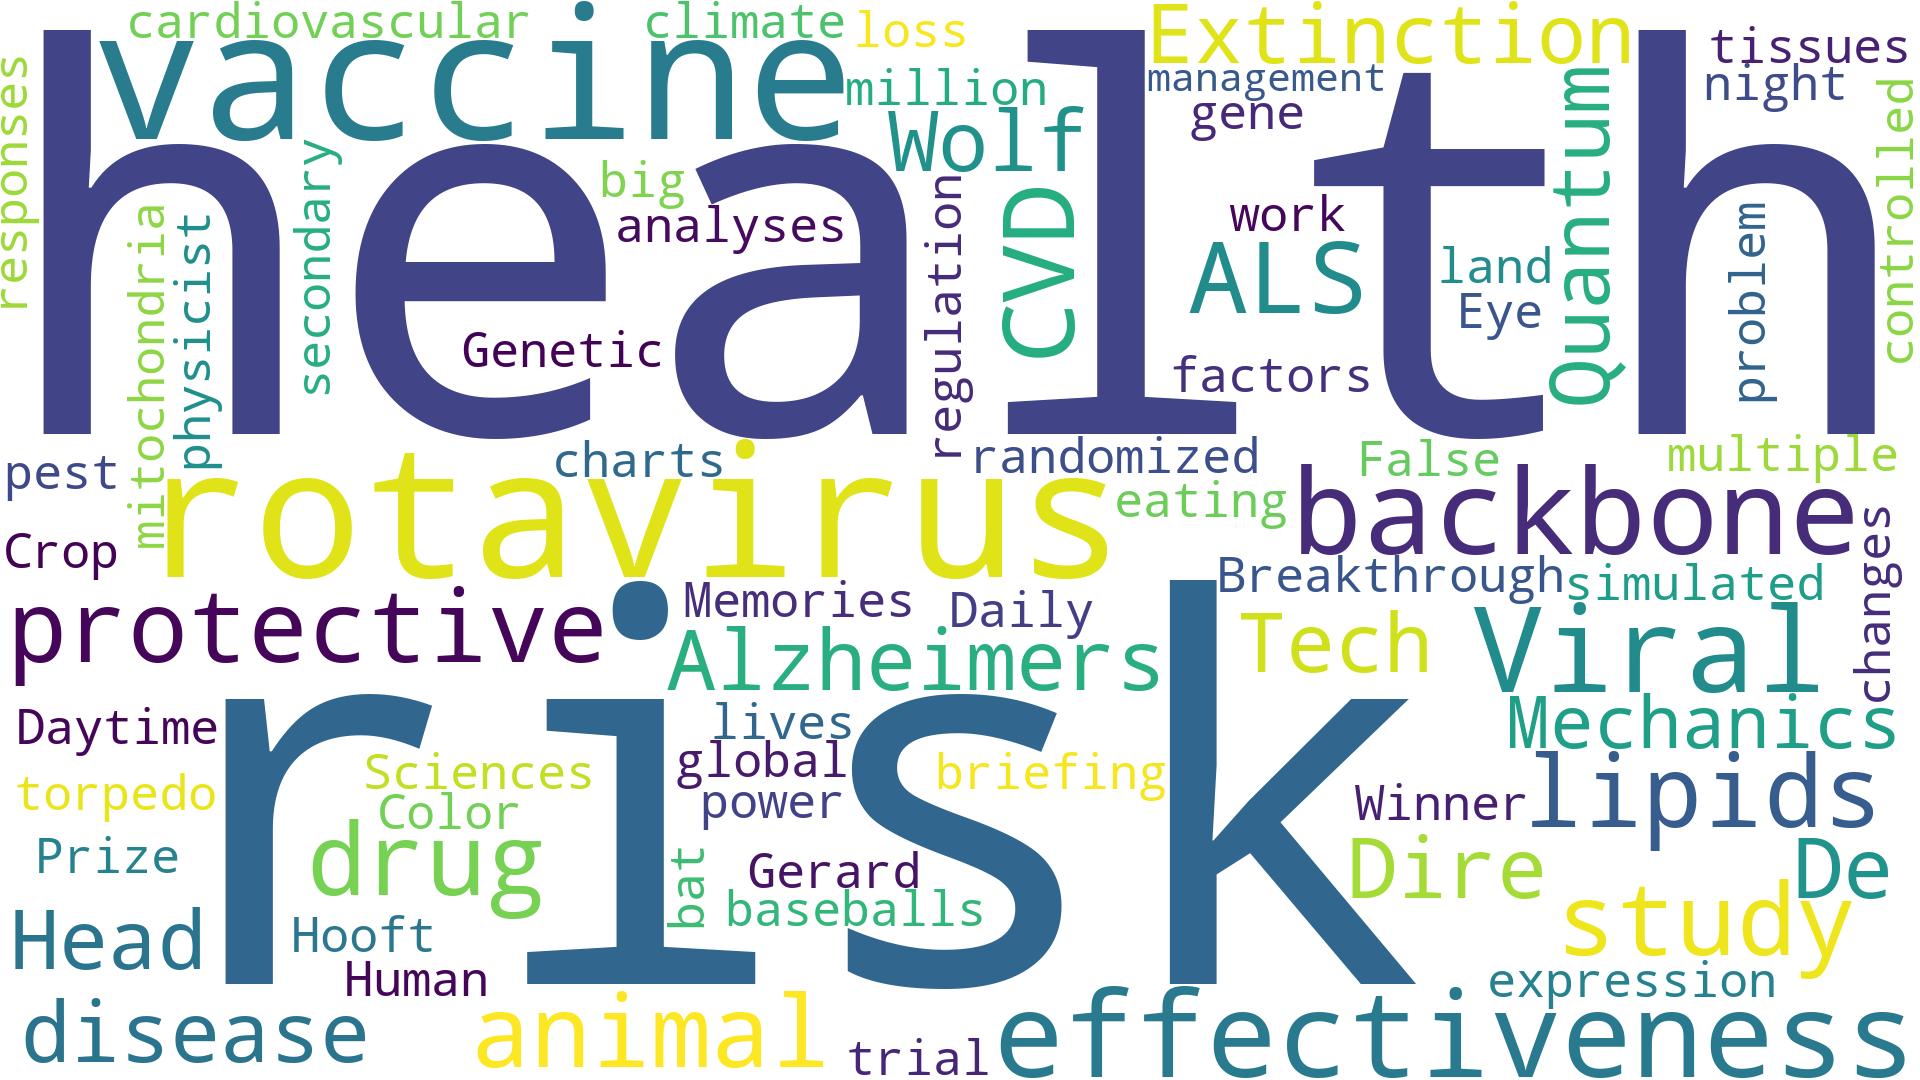 cardiovascular
climate
loss
Extinction
tissues
vaccine
million
management
night
responses
health
Wolf
gene
Quantum
controlled
secondary
big
analyses
regulation
CVD
work
ALS
land
Eye
problem
mitochondria
physicist
Genetic
factors
pest
charts
randomized
False
multiple
rotavirus
eating
backbone
Crop
changes
protective
Memories
Daily
Breakthrough
simulated
Alzheimers
Tech
Viral
Daytime
risk
lives
Mechanics
global
torpedo
Sciences
briefing
Color
power
Winner
lipids
Prize
drug
bat
Gerard
Dire
De
baseballs
study
Head
Hooft
Human
expression
disease
animal
trial
effectiveness